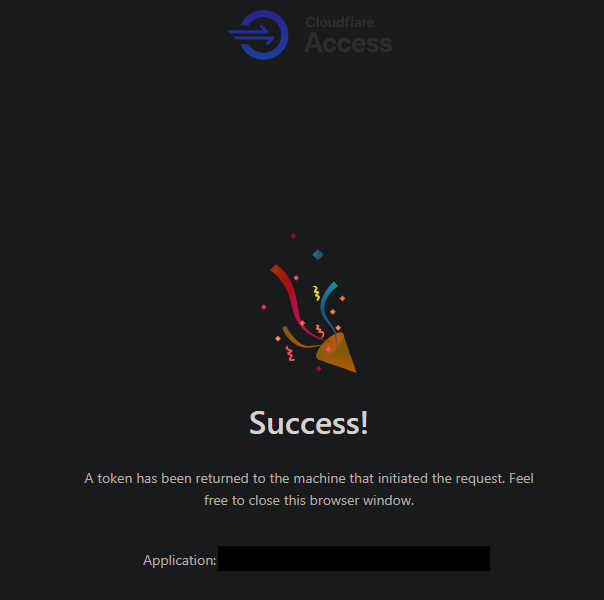 Cloudflare
Access
Success!
A token has been returned to the machine that initiated the request. Feel
free to close this browser window.
Application: